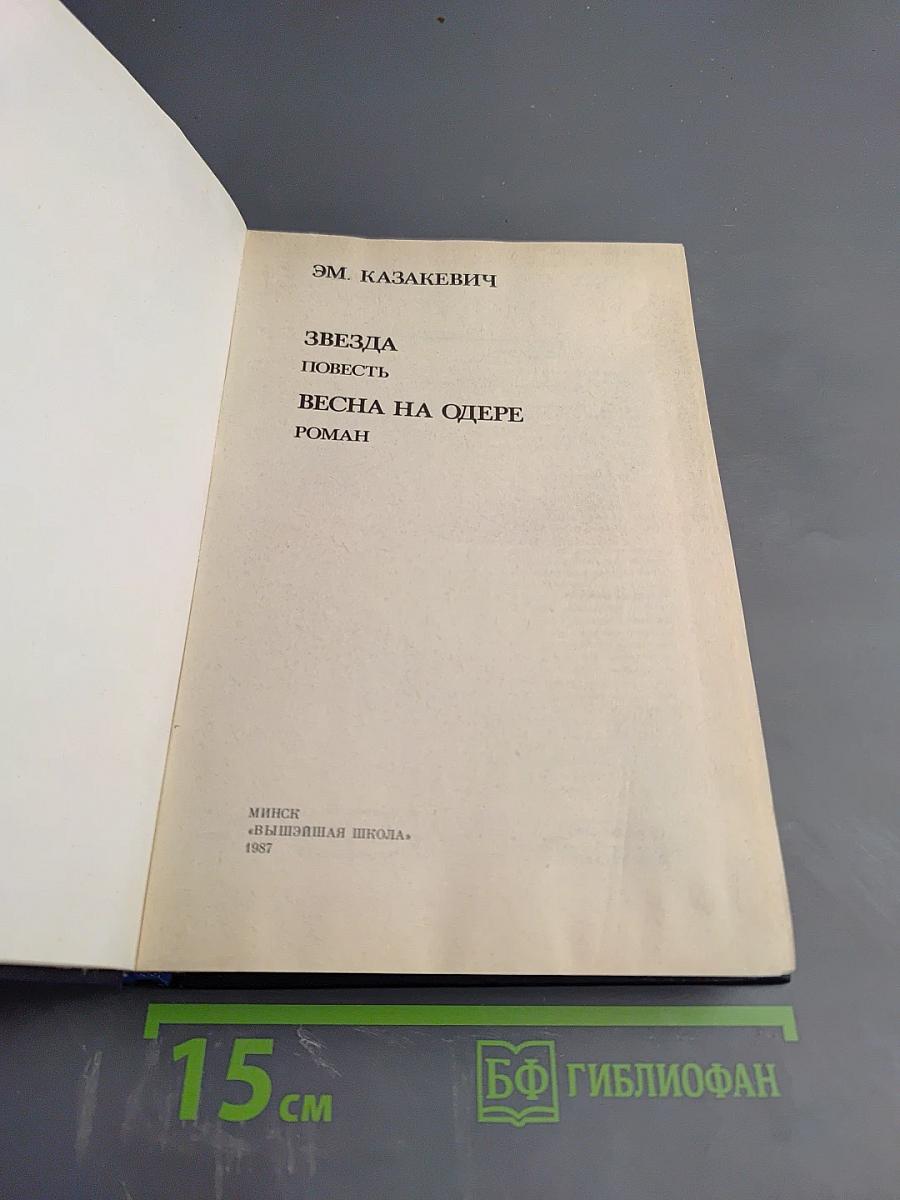 ЭМ. КАЗАКЕВИЧ
ЗВЕЗДА
ПОВЕСТЬ
ВЕСНА НА ОДЕРЕ
РОМАН
МИНСК
«ВЫШЭЙШАЯ ШКОЛА»
1987
15 см
БФ ГИБЛИОФАН